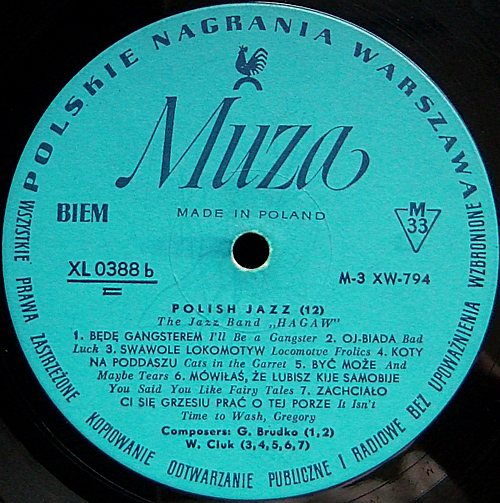 POLSKIE NAGRANIA WARSZAWA
Muza
MADE IN POLAND
BIEM
M
33
XL 0388 b
M-3 XW-794
POLISH JAZZ (12)
The Jazz Band „HAGAW"
1. BĘDĘ GANGSTEREM I'll Be a Gangster 2. OJ-BIADA Bad
Luck 3. SWAWOLE LOKOMOTYW Locomotve Frolics 4. KOTY
NA PODDASZU Cats in the Garret 5. BYĆ MOŻE And
Maybe Tears 6. MÓWIŁAŚ, ŻE LUBISZ KIJE SAMOBIJE
You Said You Like Fairy Tales 7. ZACHCIAŁO
CI SIĘ GRZESIU PRAĆ O TEJ PORZE It Isn't
Time to Wash, Gregory
Composers: G. Brudko (1,2)
W. Cluk (3,4,5,6,7)
WSZYSTKIE PRAWA ZASTRZEŻONE KOPIOWANIE ODTWARZANIE PUBLICZNE I RADIOWE BEZ UPOWAŻNIENIA WZBRONIONE